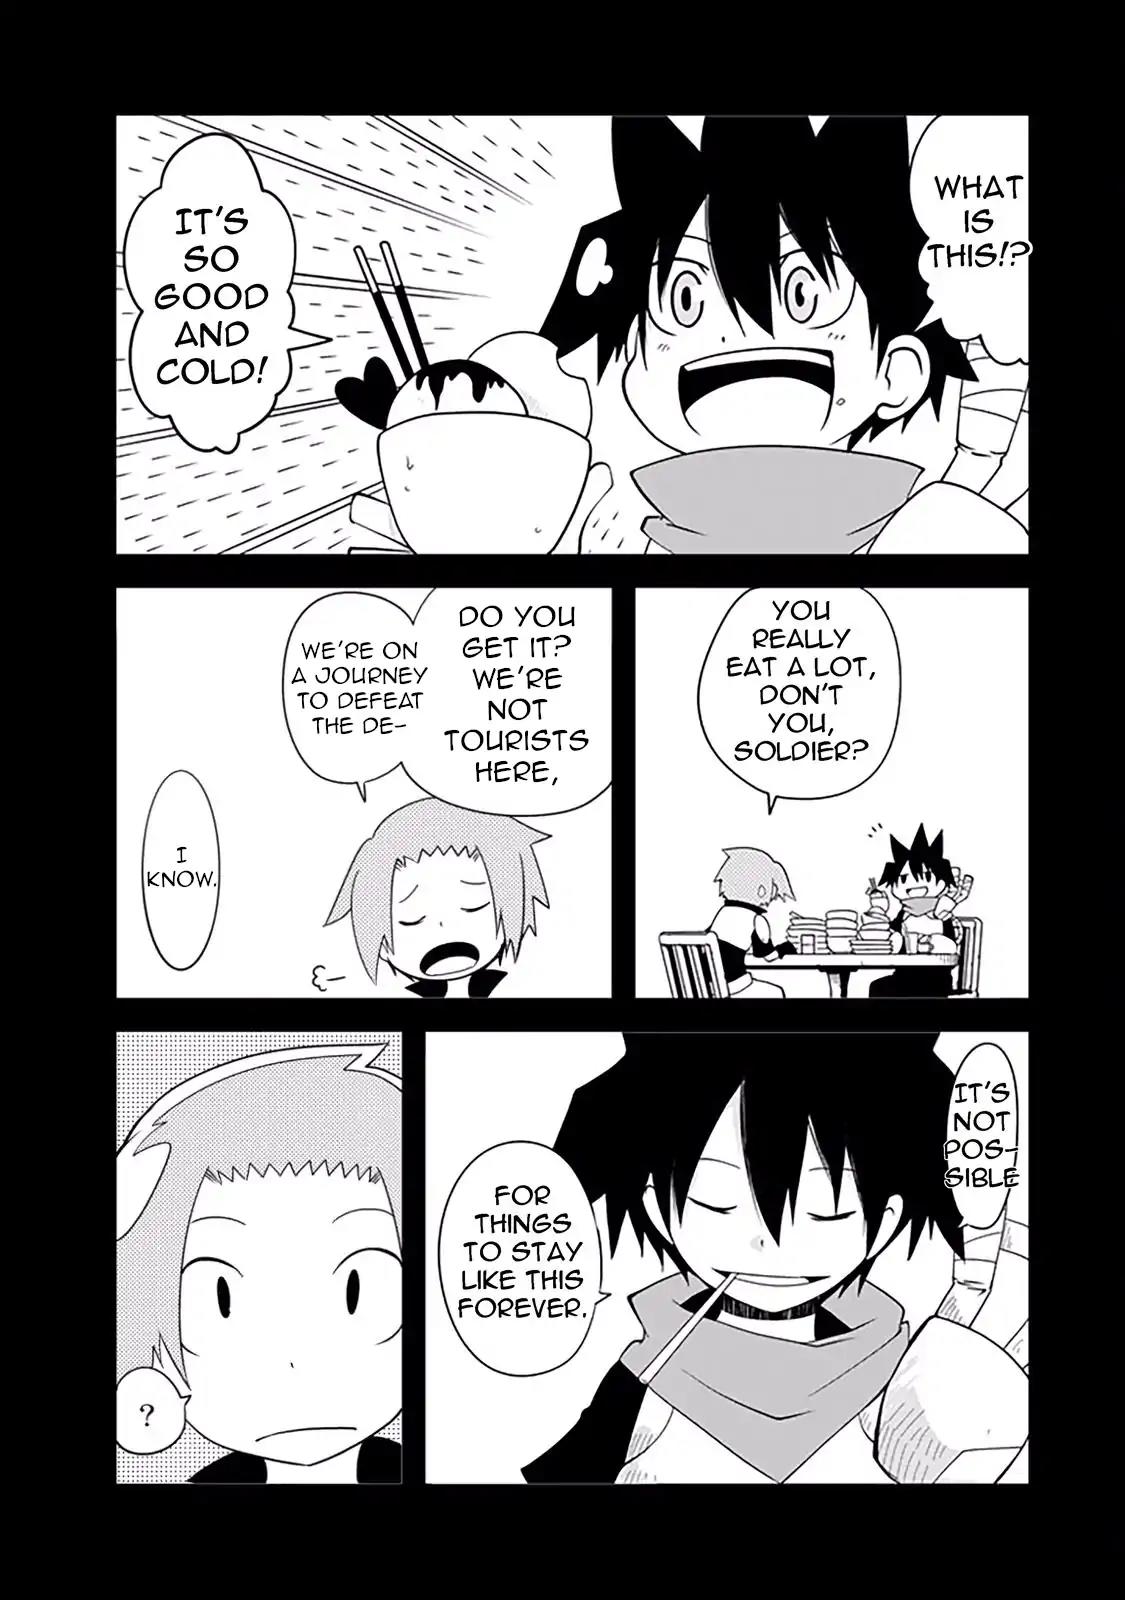 WHAT
IS
THIS!?
IT'S
SO
GOOD
AND
COLD!
YOU
REALLY
EAT A LOT,
DON'T
YOU,
SOLDIER?
DO YOU
GET IT?
WE'RE
NOT
TOURISTS
HERE,
WE'RE ON
A JOURNEY
TO DEFEAT
THE DE-
I
KNOW.
IT'S
NOT
POS-
SIBLE
FOR
THINGS
TO STAY
LIKE THIS
FOREVER.
?